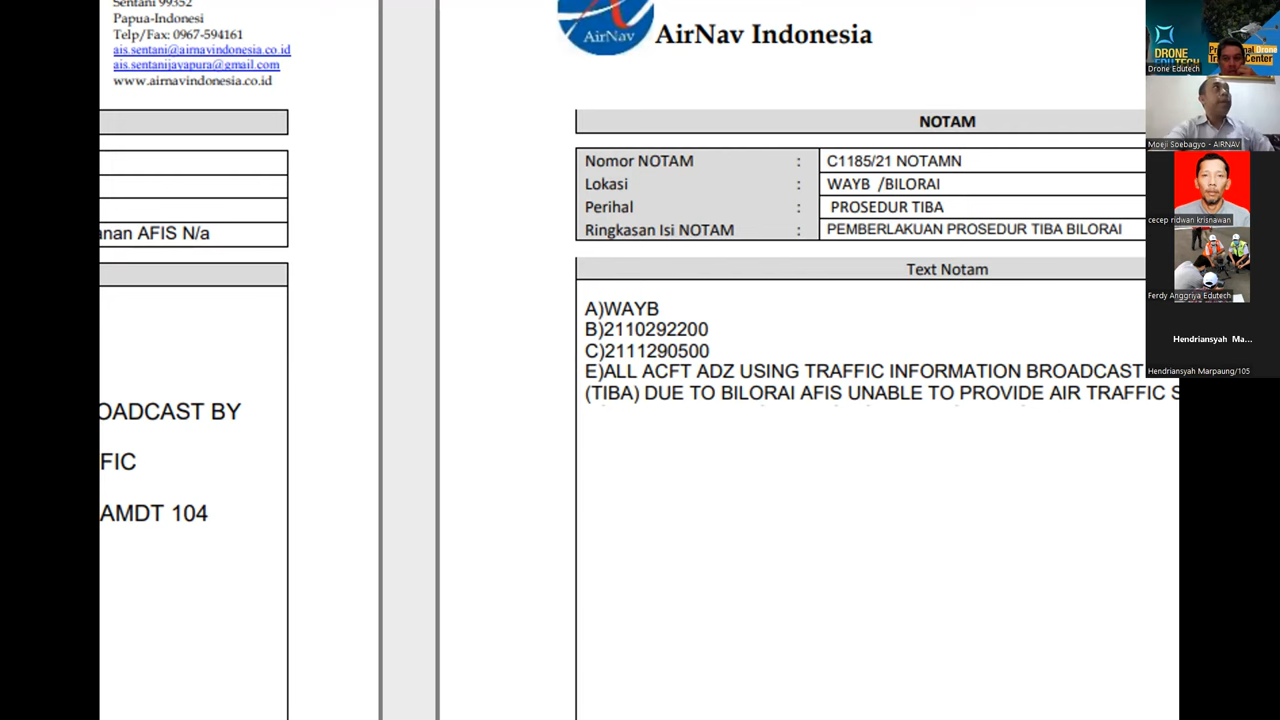 Sentani 99352
Papua-Indonesi
Telp/Fax: 0967-594161
ais.sentani@airnavindonesia.co.id
ais.sentanijayapura@gmail.com
www.airnavindonesia.co.id
anan AFIS N/a
OADCAST BY
FIC
AMDT 104
AirNav
AirNav Indonesia
NOTAM
Nomor NOTAM : C1185/21 NOTAMN
Lokasi : WAYB /BILORAI
Perihal : PROSEDUR TIBA
Ringkasan Isi NOTAM : PEMBERLAKUAN PROSEDUR TIBA BILORAI
Text Notam
A)WAYB
B)2110292200
C)2111290500
E)ALL ACFT ADZ USING TRAFFIC INFORMATION BROADCAST
(TIBA) DUE TO BILORAI AFIS UNABLE TO PROVIDE AIR TRAFFIC S
DRONE
Drone Edutech
Moeji Soebagyo - AIRNAV
cecep ridwan krisnawan
Ferdy Anggriya Edutech
Hendriansyah Ma...
Hendriansyah Marpaung/105